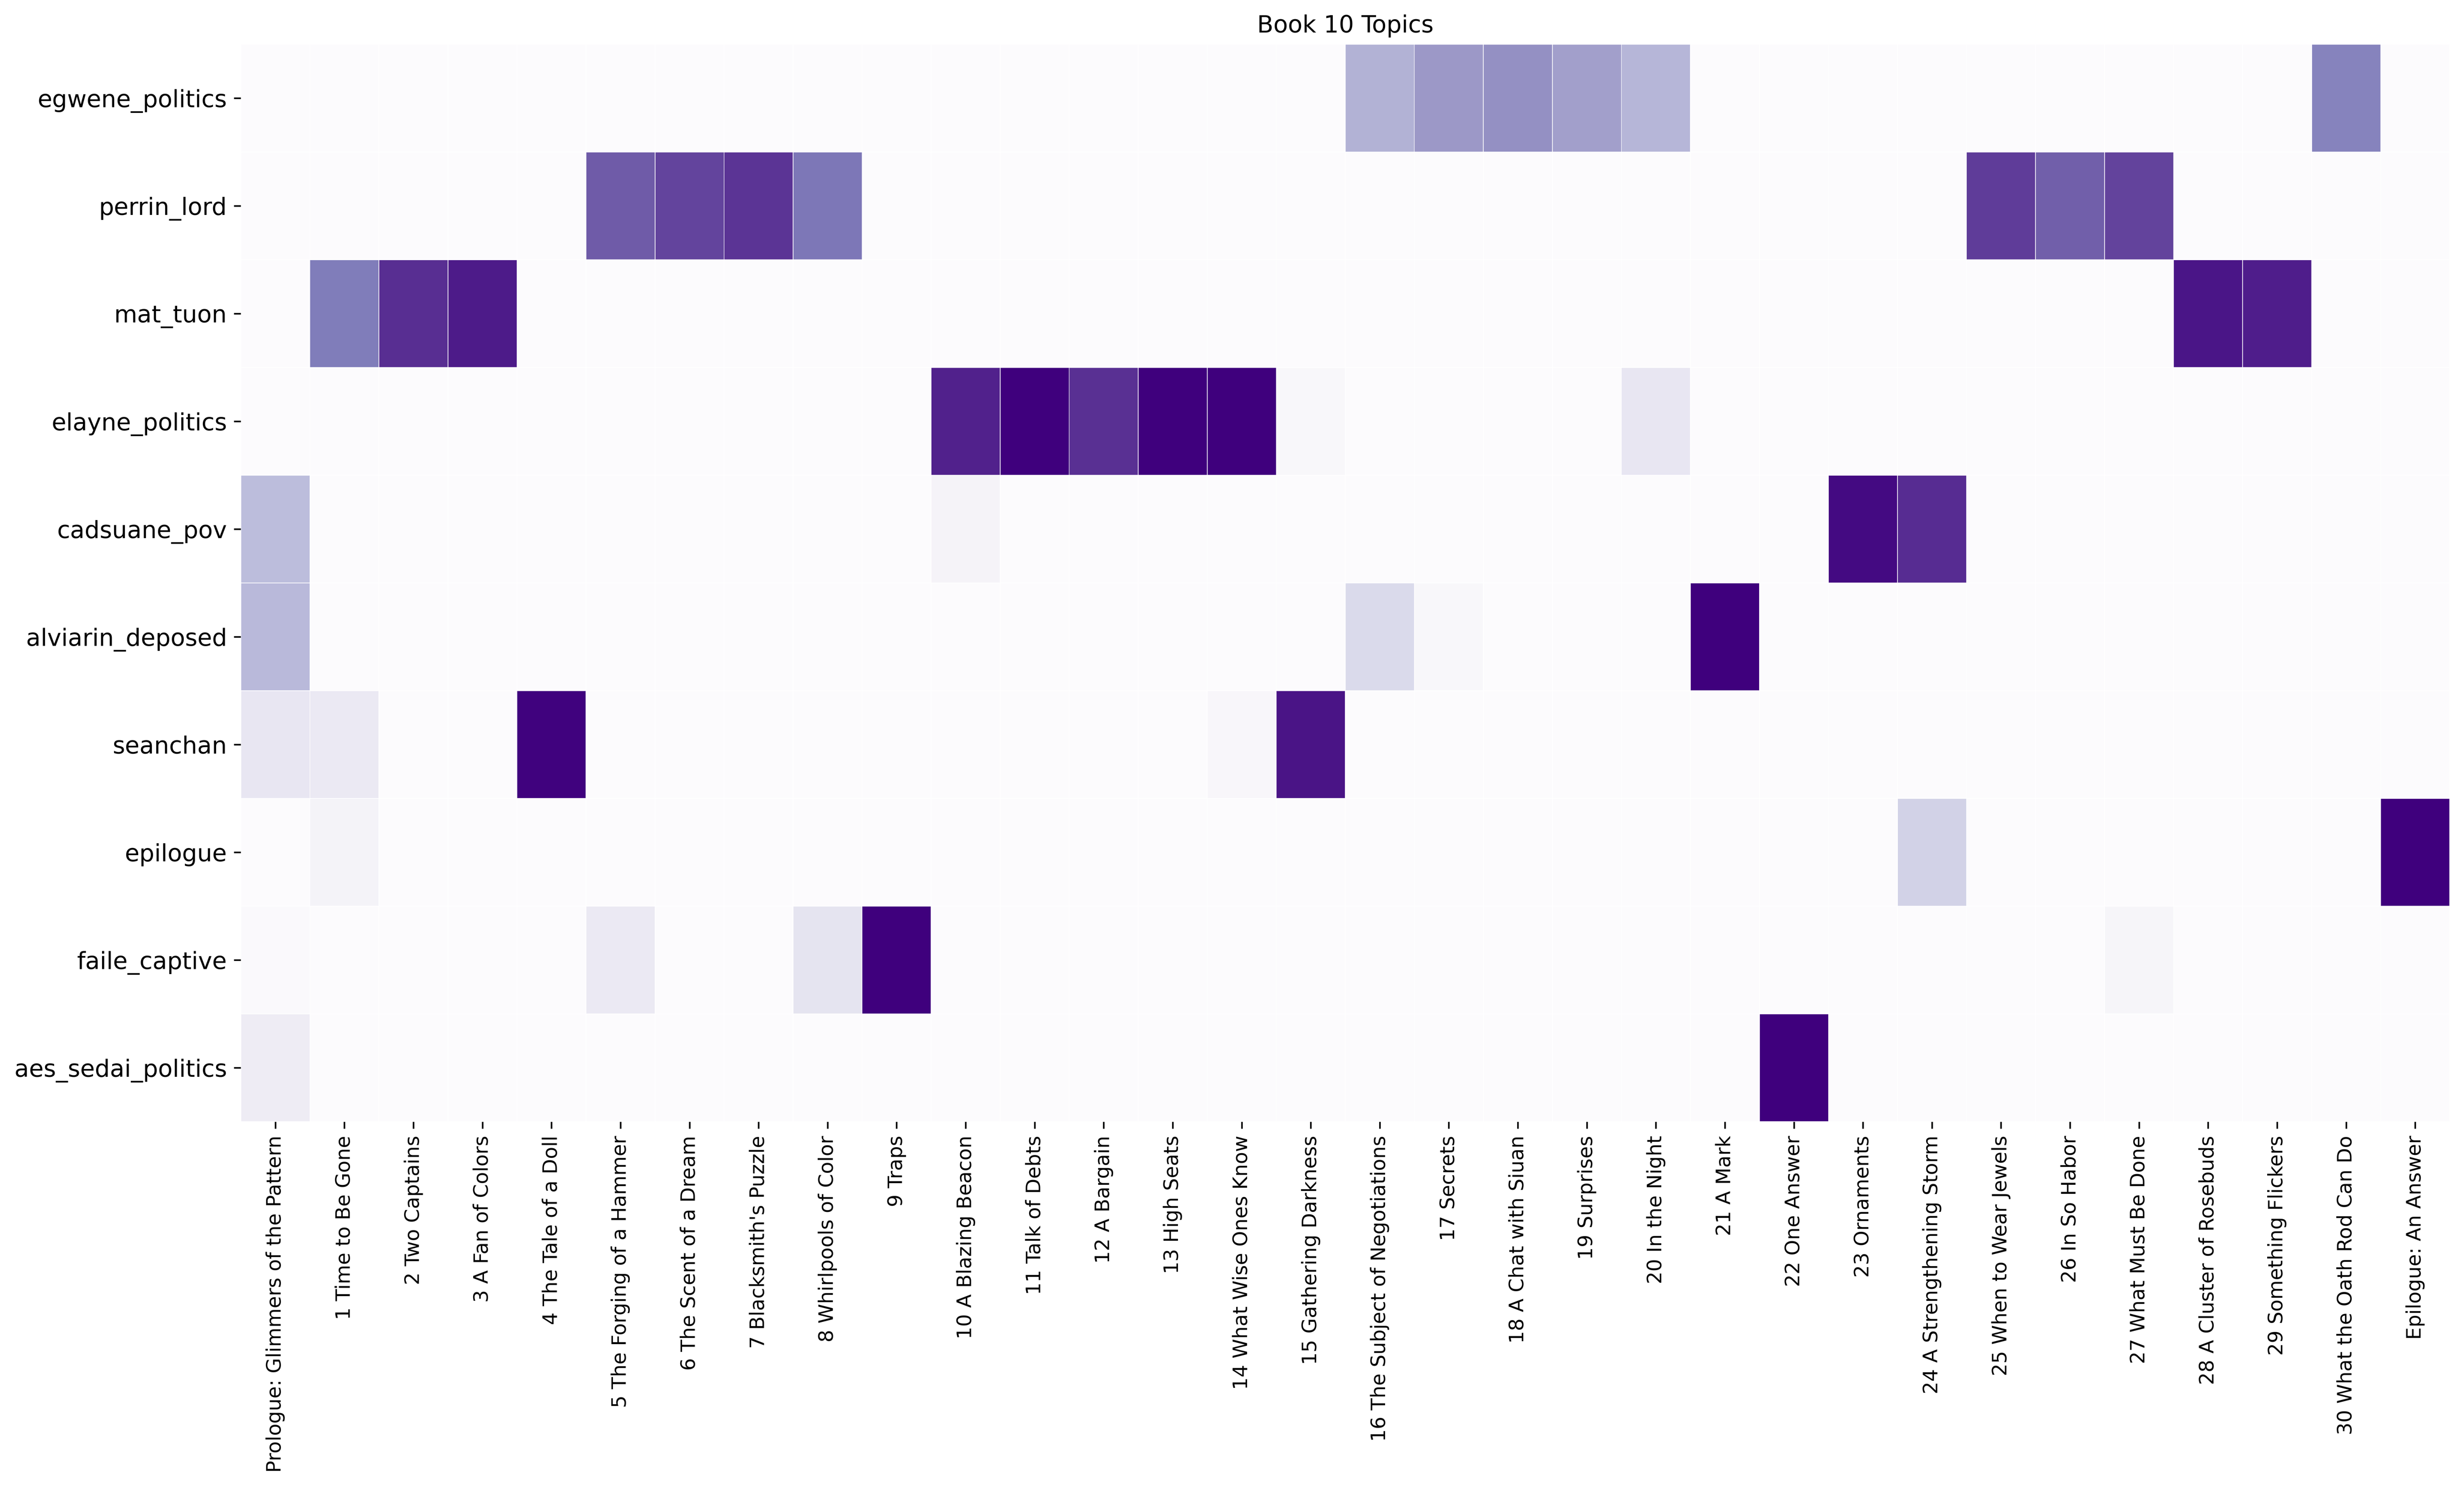 Book 10 Topics
egwene_politics
perrin_lord
mat_tuon
elayne_politics
cadsuane_pov
alviarin_deposed
seanchan
epilogue
faile_captive
aes_sedai_politics
Prologue: Glimmers of the Pattern
1 Time to Be Gone
2 Two Captains
3 A Fan of Colors
4 The Tale of a Doll
5 The Forging of a Hammer
6 The Scent of a Dream
7 Blacksmith's Puzzle
8 Whirlpools of Color
9 Traps
10 A Blazing Beacon
11 Talk of Debts
12 A Bargain
13 High Seats
14 What Wise Ones Know
15 Gathering Darkness
16 The Subject of Negotiations
17 Secrets
18 A Chat with Siuan
19 Surprises
20 In the Night
21 A Mark
22 One Answer
23 Ornaments
24 A Strengthening Storm
25 When to Wear Jewels
26 In So Habor
27 What Must Be Done
28 A Cluster of Rosebuds
29 Something Flickers
30 What the Oath Rod Can Do
Epilogue: An Answer